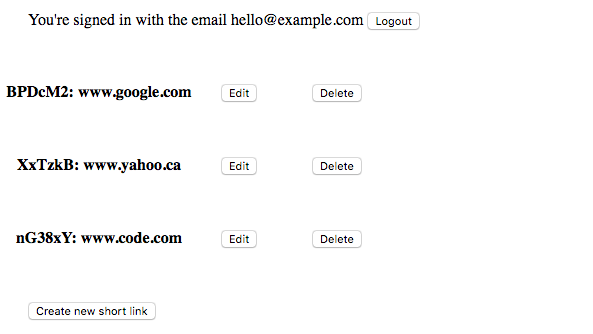 You're signed in with the email hello@example.com Logout
BPDcM2: www.google.com Edit Delete
XxTzkB: www.yahoo.ca Edit Delete
nG38xY: www.code.com Edit Delete
Create new short link